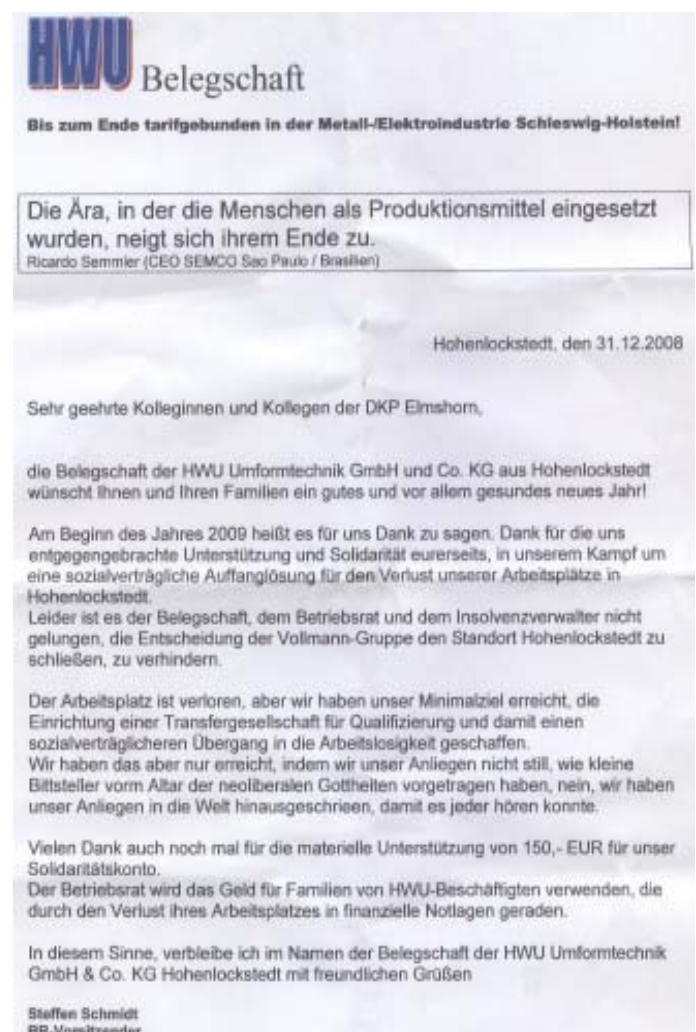 HWU Belegschaft
Bis zum Ende tarifgebunden in der Metall-/Elektroindustrie Schleswig-Holstein!
Die Ära, in der die Menschen als Produktionsmittel eingesetzt
wurden, neigt sich ihrem Ende zu.
Ricardo Semmler (CEO SEMCO Sao Paulo / Brasilien)
Hohenlockstedt, den 31.12.2008
Sehr geehrte Kolleginnen und Kollegen der DKP Elmshorn,
die Belegschaft der HWU Umformtechnik GmbH und Co. KG aus Hohenlockstedt
wünscht Ihnen und Ihren Familien ein gutes und vor allem gesundes neues Jahr!
Am Beginn des Jahres 2009 heißt es für uns Dank zu sagen. Dank für die uns
entgegengebrachte Unterstützung und Solidarität eurerseits, in unserem Kampf um
eine sozialverträgliche Auffanglösung für den Verlust unserer Arbeitsplätze in
Hohenlockstedt.
Leider ist es der Belegschaft, dem Betriebsrat und dem Insolvenzverwalter nicht
gelungen, die Entscheidung der Vollmann-Gruppe den Standort Hohenlockstedt zu
schließen, zu verhindern.
Der Arbeitsplatz ist verloren, aber wir haben unser Minimalziel erreicht, die
Einrichtung einer Transfergesellschaft für Qualifizierung und damit einen
sozialverträglicheren Übergang in die Arbeitslosigkeit geschaffen.
Wir haben das aber nur erreicht, indem wir unser Anliegen nicht still, wie kleine
Bittsteller vorm Altar der neoliberalen Gottheiten vorgetragen haben, nein, wir haben
unser Anliegen in die Welt hinausgeschrieen, damit es jeder hören konnte.
Vielen Dank auch noch mal für die materielle Unterstützung von 150,- EUR für unser
Solidaritätskonto.
Der Betriebsrat wird das Geld für Familien von HWU-Beschäftigten verwenden, die
durch den Verlust ihres Arbeitsplatzes in finanzielle Notlagen geraden.
In diesem Sinne, verbleibe ich im Namen der Belegschaft der HWU Umformtechnik
GmbH & Co. KG Hohenlockstedt mit freundlichen Grüßen
Steffen Schmidt
BR-Vorsitzender